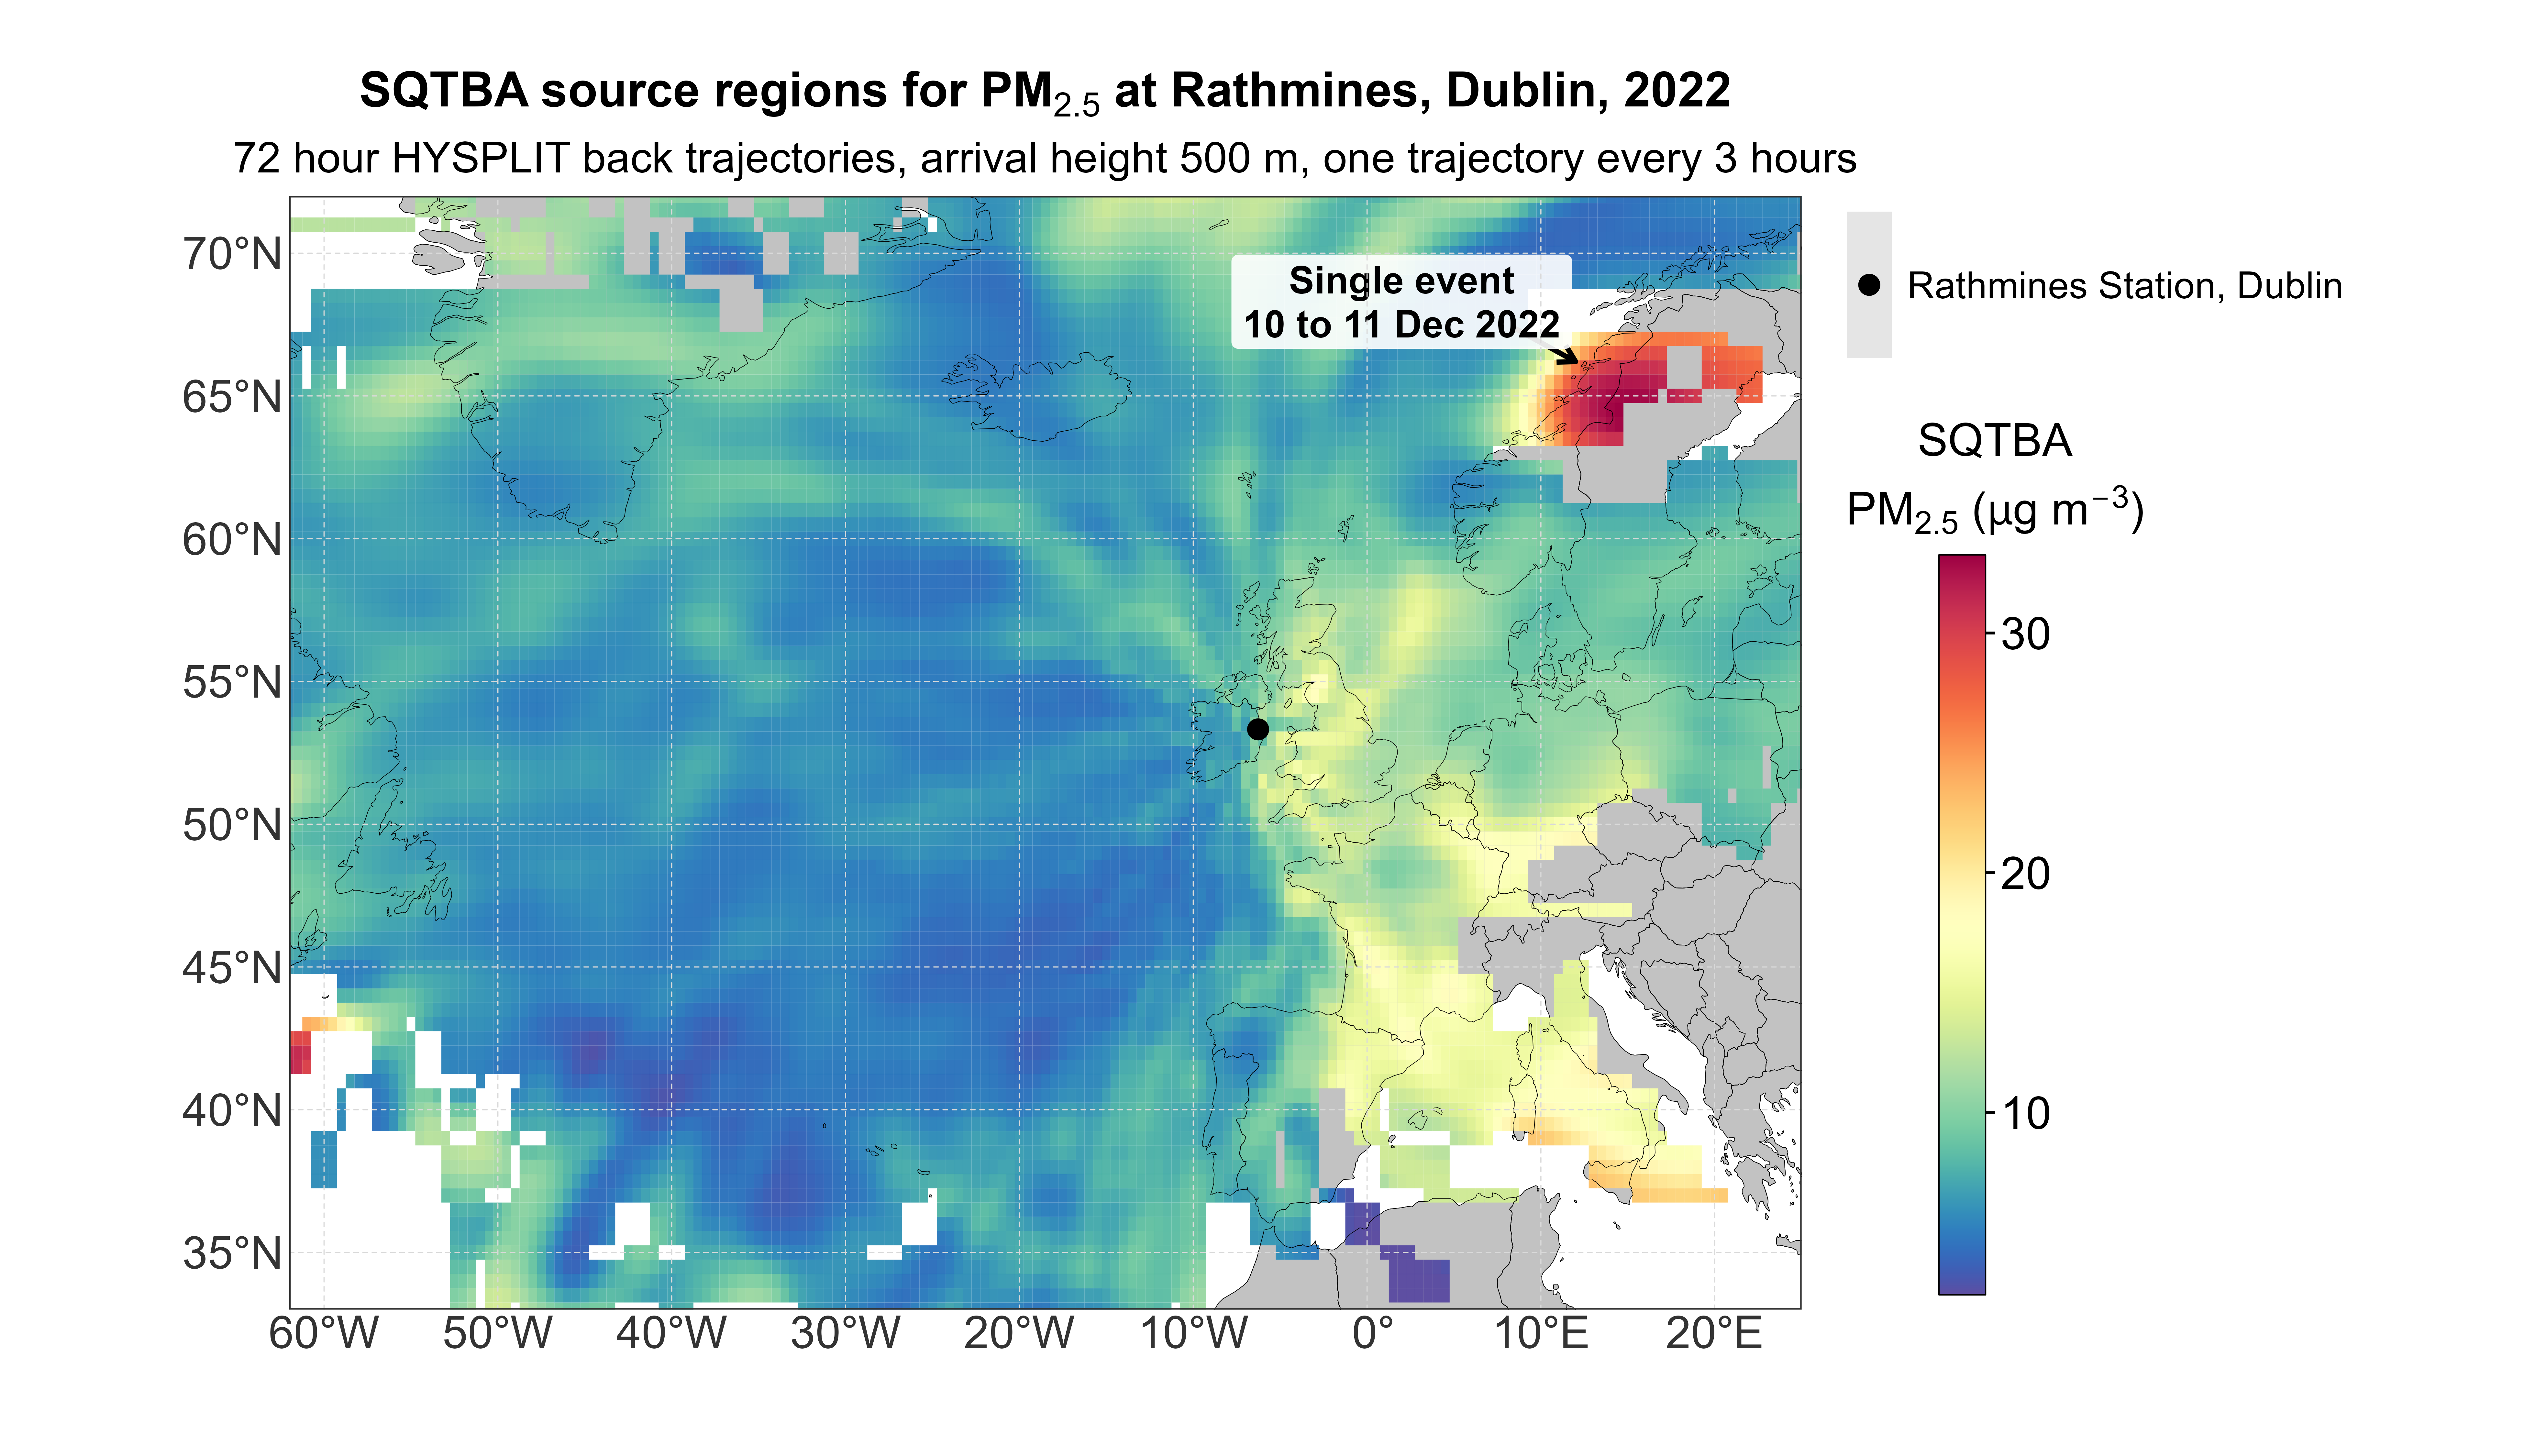 SQTBA source regions for PM₂.₅ at Rathmines, Dublin, 2022
72 hour HYSPLIT back trajectories, arrival height 500 m, one trajectory every 3 hours
70°N
65°N
60°N
55°N
50°N
45°N
40°N
35°N
60°W 50°W 40°W 30°W 20°W 10°W 0° 10°E 20°E
Single event
10 to 11 Dec 2022
Rathmines Station, Dublin
SQTBA
PM₂.₅ (µg m⁻³)
30
20
10